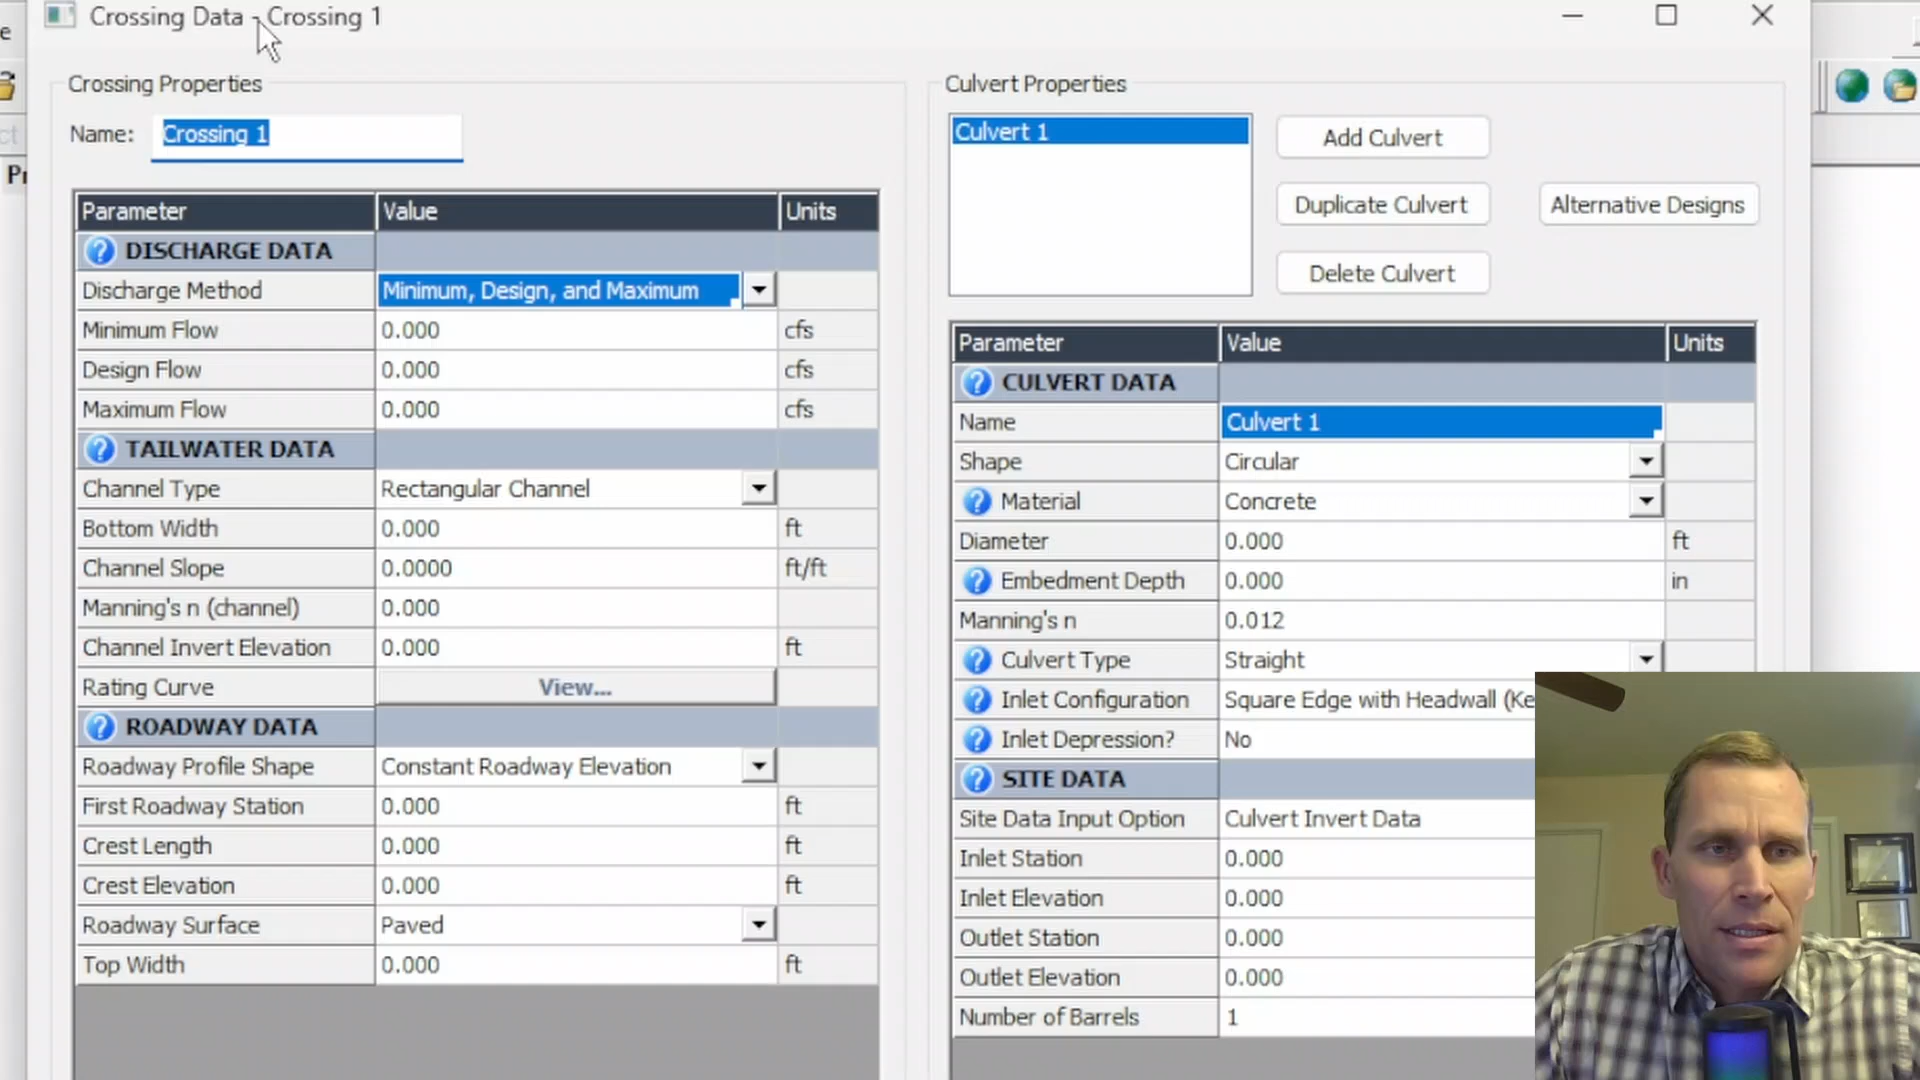 Crossing Data - Crossing 1
Crossing Properties
Name: Crossing 1
Parameter Value Units
DISCHARGE DATA
Discharge Method Minimum, Design, and Maximum
Minimum Flow 0.000 cfs
Design Flow 0.000 cfs
Maximum Flow 0.000 cfs
TAILWATER DATA
Channel Type Rectangular Channel
Bottom Width 0.000 ft
Channel Slope 0.0000 ft/ft
Manning's n (channel) 0.000
Channel Invert Elevation 0.000 ft
Rating Curve View...
ROADWAY DATA
Roadway Profile Shape Constant Roadway Elevation
First Roadway Station 0.000 ft
Crest Length 0.000 ft
Crest Elevation 0.000 ft
Roadway Surface Paved
Top Width 0.000 ft
Culvert Properties
Culvert 1
Add Culvert
Duplicate Culvert
Alternative Designs
Delete Culvert
Parameter Value Units
CULVERT DATA
Name Culvert 1
Shape Circular
Material Concrete
Diameter 0.000 ft
Embedment Depth 0.000 in
Manning's n 0.012
Culvert Type Straight
Inlet Configuration Square Edge with Headwall (Ke
Inlet Depression? No
SITE DATA
Site Data Input Option Culvert Invert Data
Inlet Station 0.000
Inlet Elevation 0.000
Outlet Station 0.000
Outlet Elevation 0.000
Number of Barrels 1